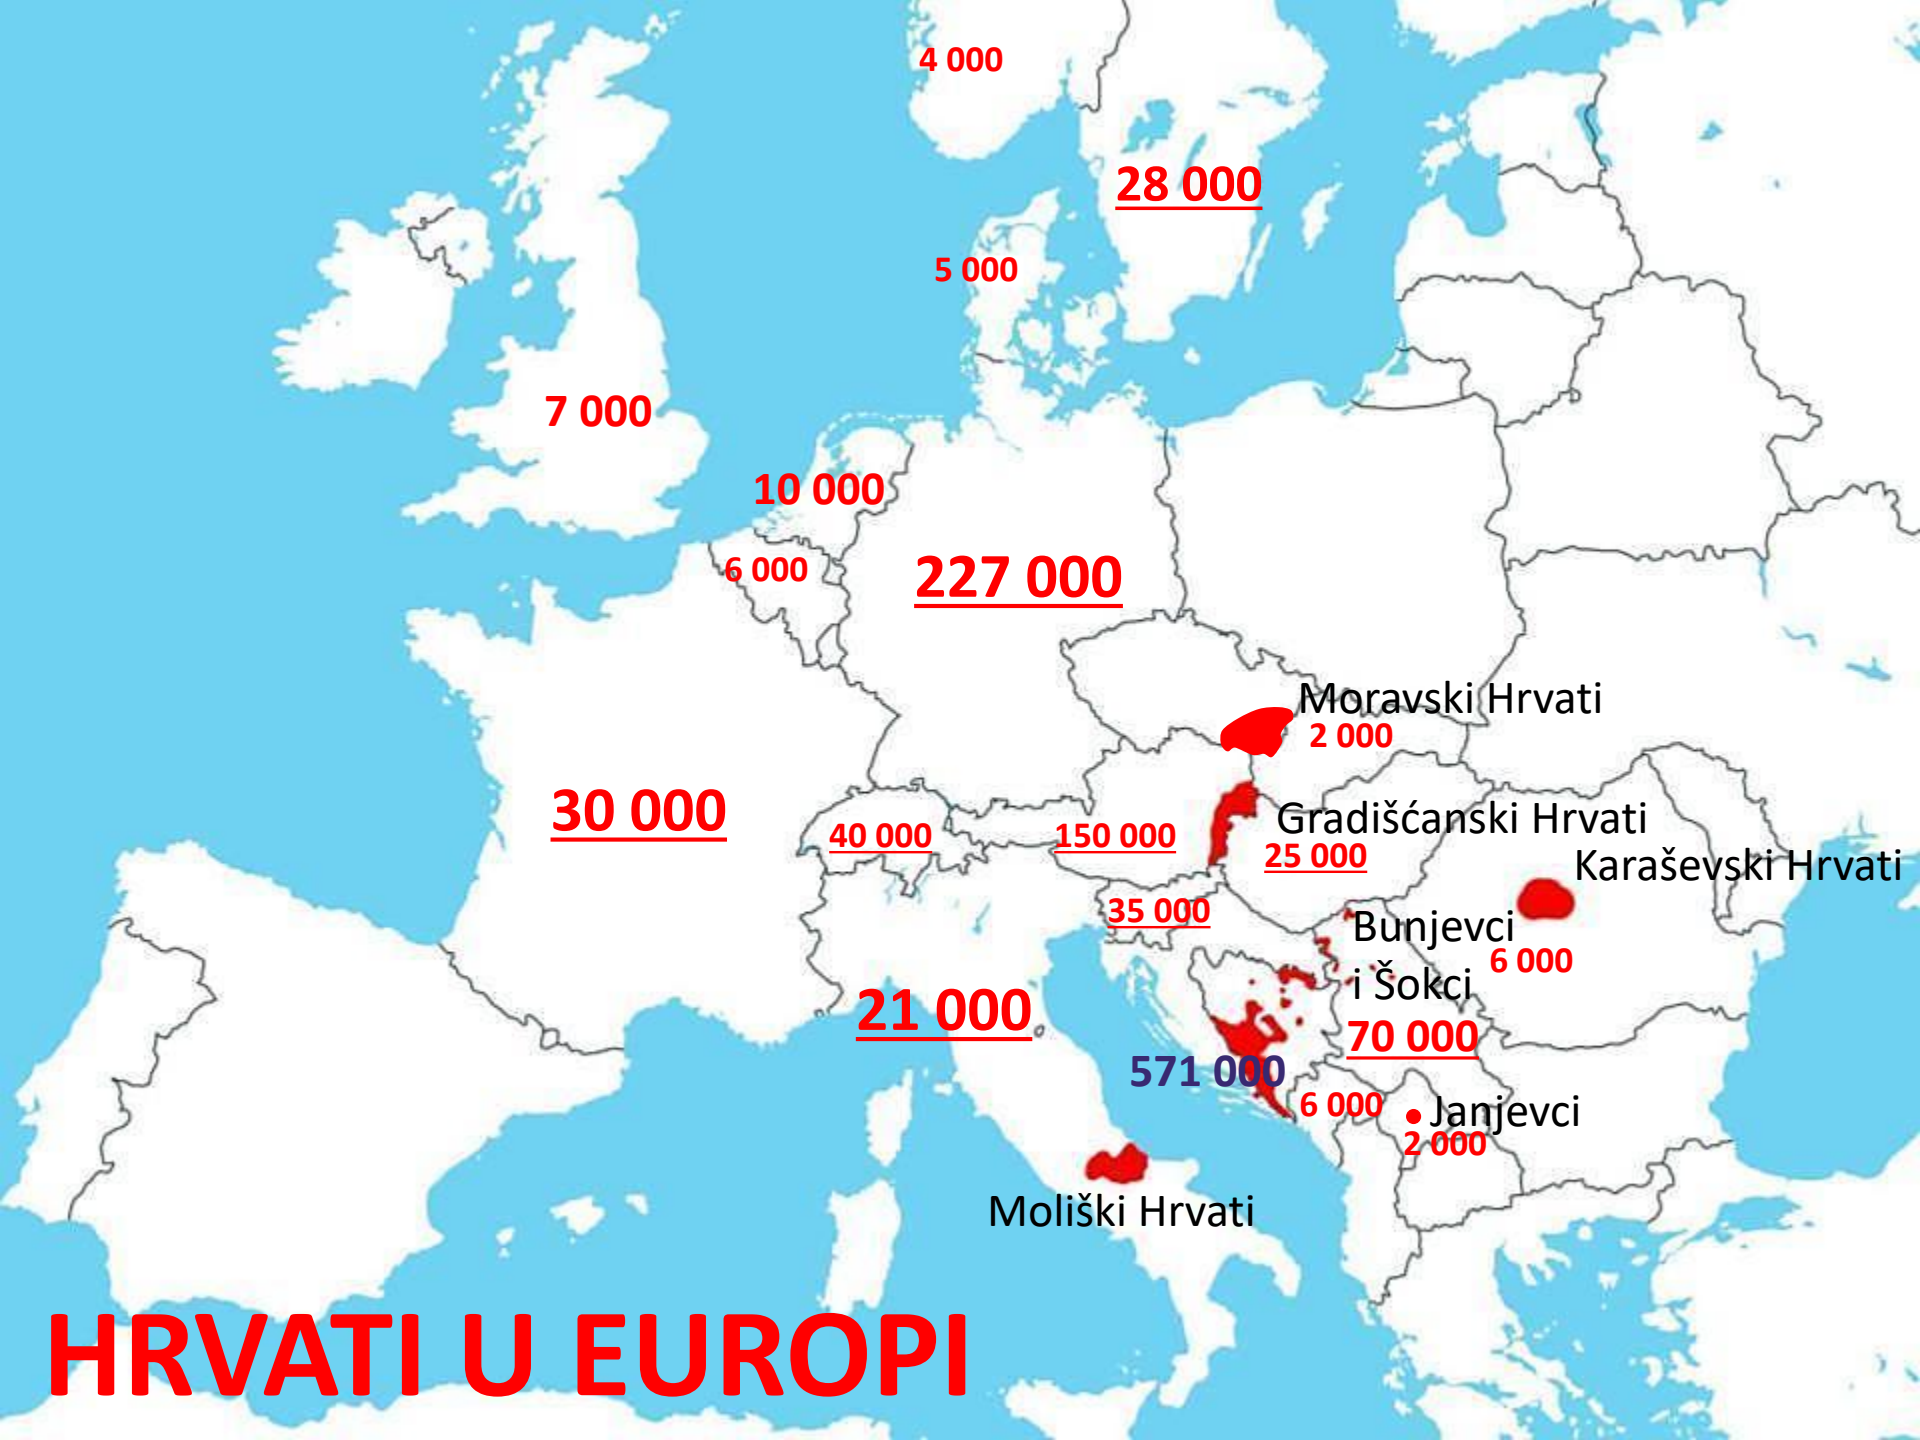 4 000
28 000
5 000
7 000
10 000
6 000
227 000
Moravski Hrvati
2 000
30 000
40 000
150 000
Gradišćanski Hrvati
25 000
Karaševski Hrvati
35 000
Bunjevci
i Šokci
70 000
6 000
21 000
571 000
6 000
Janjevci
2 000
Moliški Hrvati
HRVATI U EUROPI